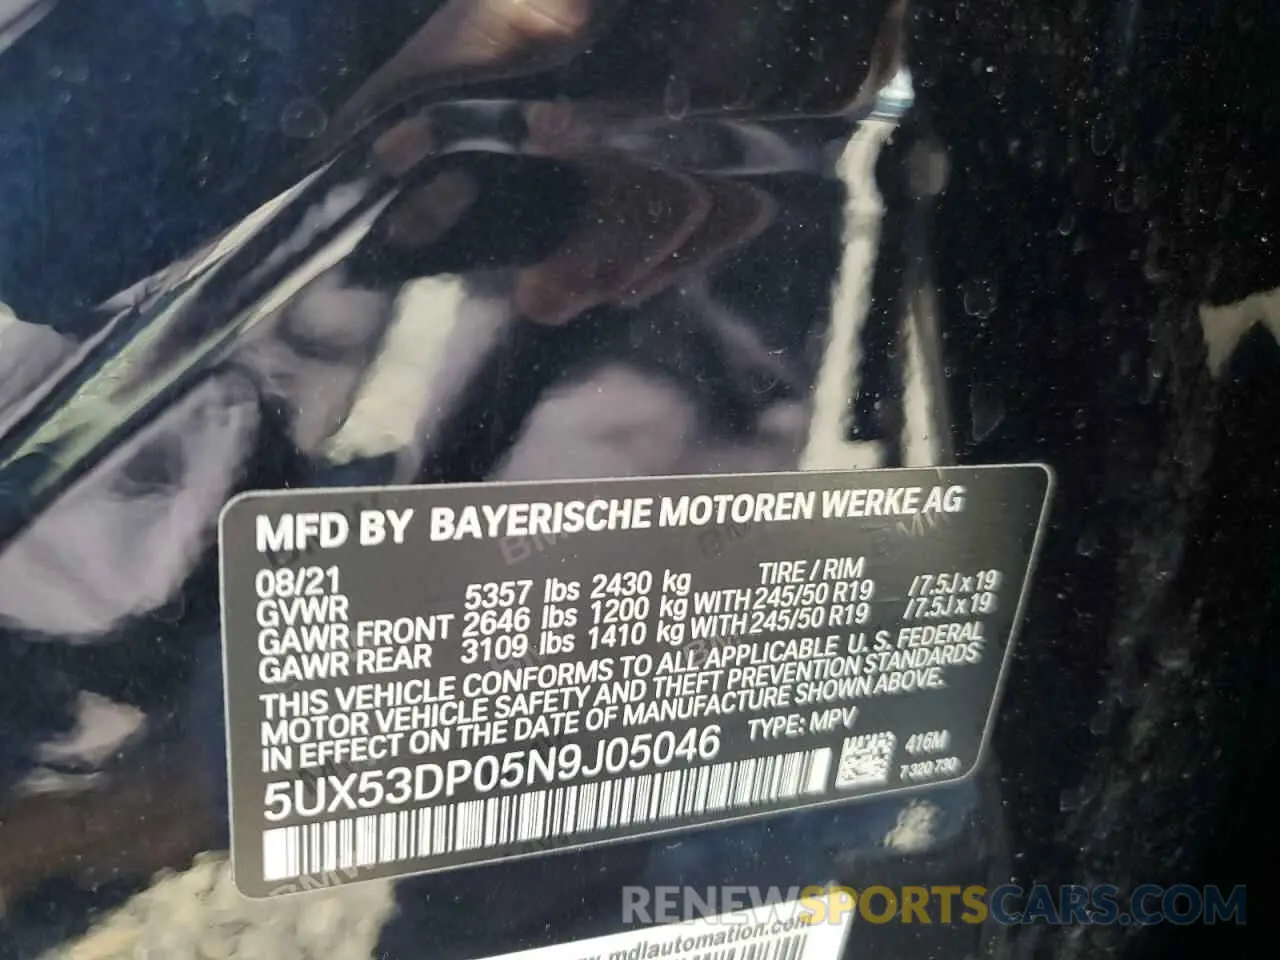 MFD BY BAYERISCHE MOTOREN WERKE AG
08/21 TIRE / RIM
GVWR 5357 lbs 2430 kg
GAWR FRONT 2646 lbs 1200 kg WITH 245/50 R19 /7.5J x 19
GAWR REAR 3109 lbs 1410 kg WITH 245/50 R19 /7.5J x 19
THIS VEHICLE CONFORMS TO ALL APPLICABLE U.S. FEDERAL
MOTOR VEHICLE SAFETY AND THEFT PREVENTION STANDARDS
IN EFFECT ON THE DATE OF MANUFACTURE SHOWN ABOVE.
5UX53DP05N9J05046 TYPE: MPV
416M
7 320 730
RENEWSPORTSCARS.COM
mdlautomation.com